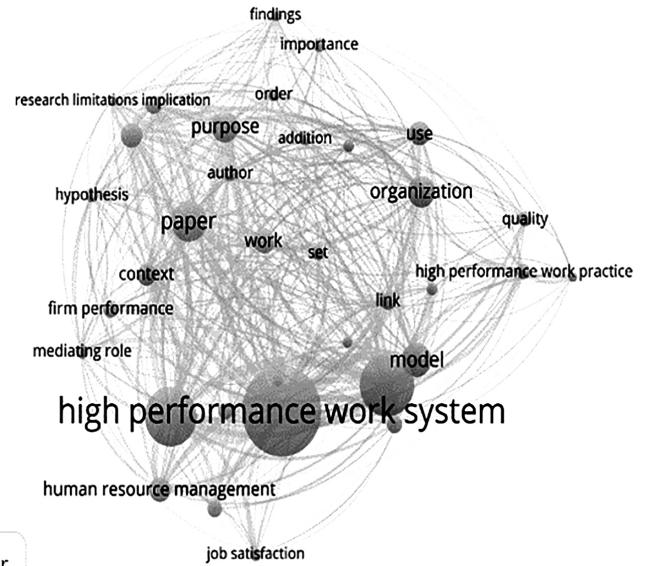 findings
importance
order
research limitations implication
purpose
addition
use
author
hypothesis
organization
paper
quality
work
set
context
high performance work practice
link
firm performance
mediating role
model
high performance work system
human resource management
job satisfaction
r